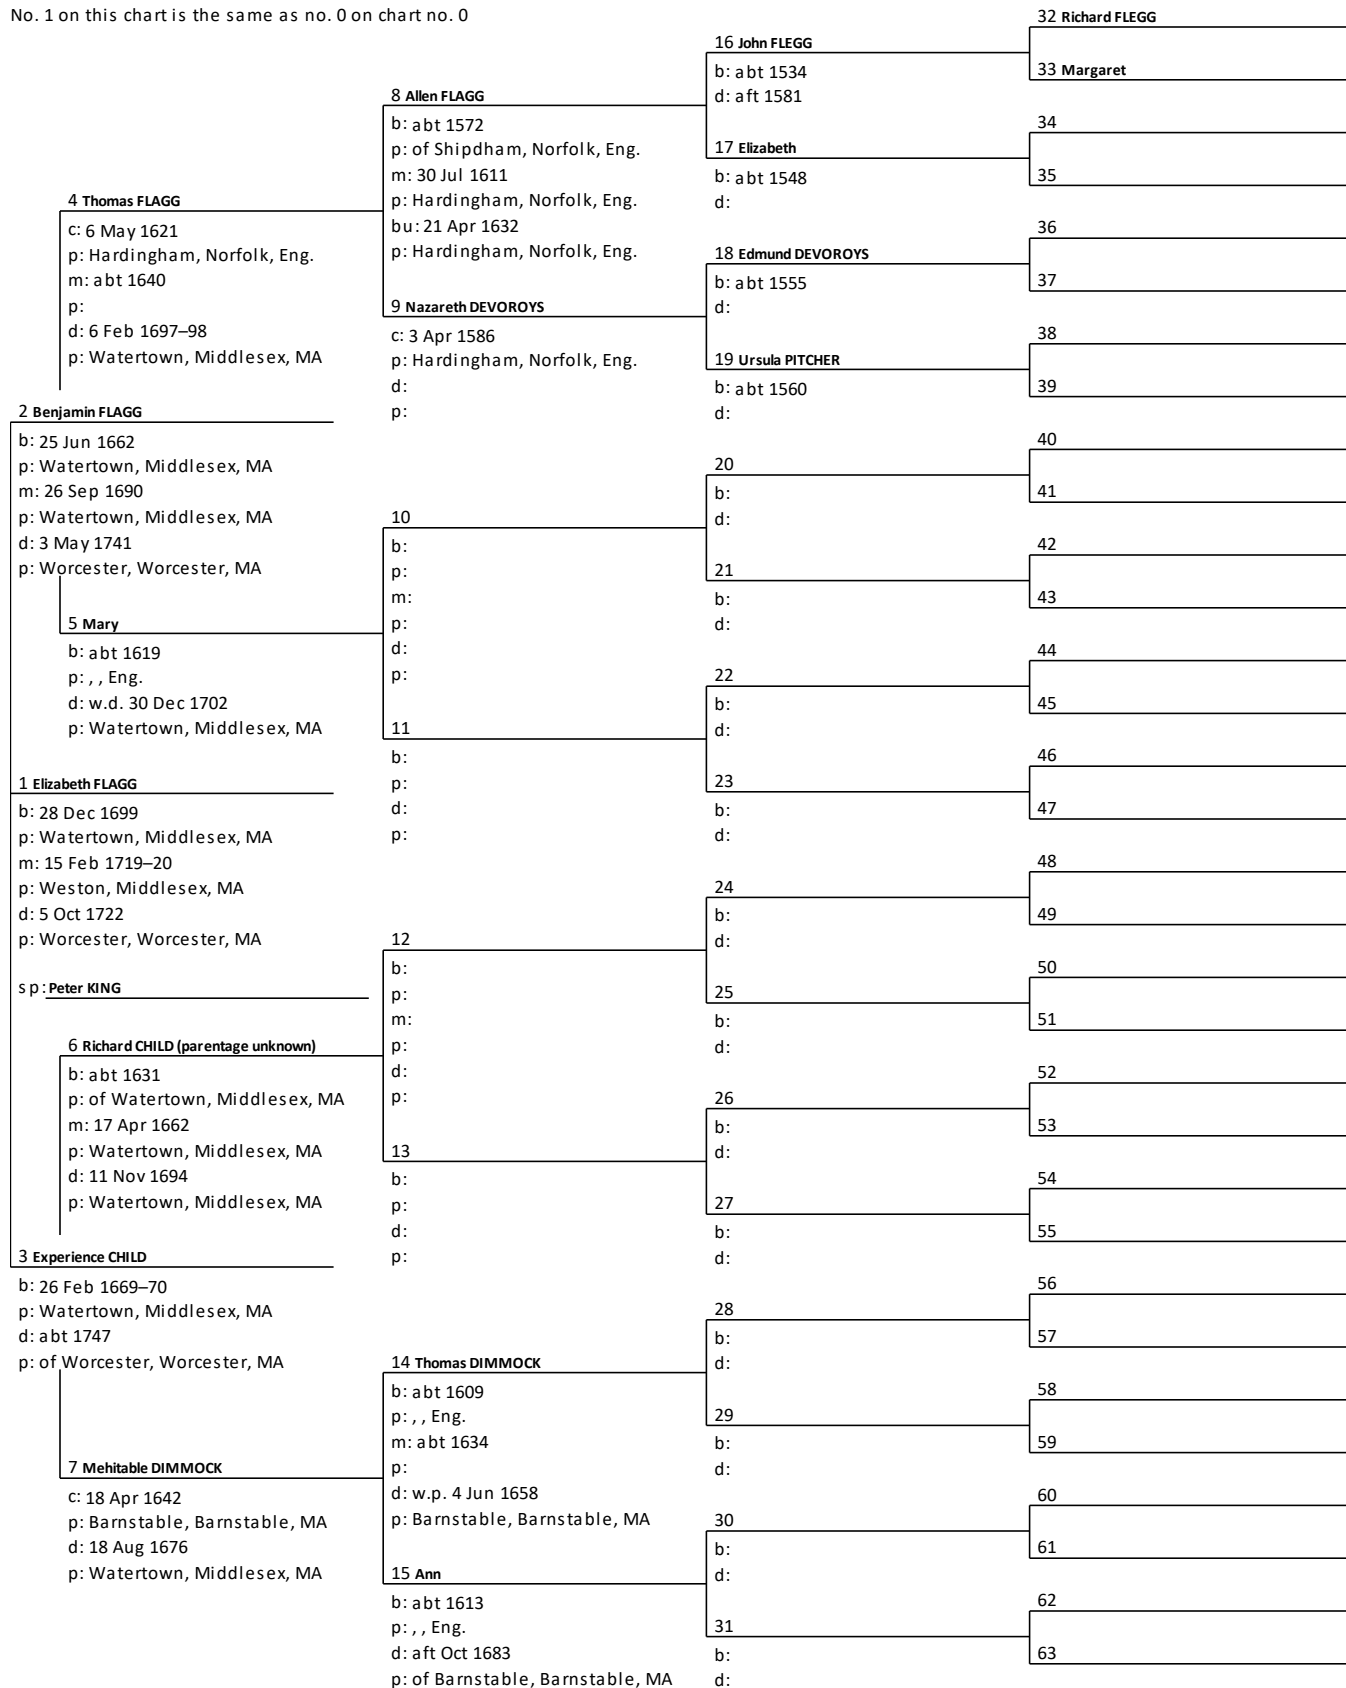 No. 1 on this chart is the same as no. 0 on chart no. 0
1 Elizabeth FLAGG
b: 28 Dec 1699
p: Watertown, Middlesex, MA
m: 15 Feb 1719–20
p: Weston, Middlesex, MA
d: 5 Oct 1722
p: Worcester, Worcester, MA
sp: Peter KING
2 Benjamin FLAGG
b: 25 Jun 1662
p: Watertown, Middlesex, MA
m: 26 Sep 1690
p: Watertown, Middlesex, MA
d: 3 May 1741
p: Worcester, Worcester, MA
3 Experience CHILD
b: 26 Feb 1669–70
p: Watertown, Middlesex, MA
d: abt 1747
p: of Worcester, Worcester, MA
4 Thomas FLAGG
c: 6 May 1621
p: Hardingham, Norfolk, Eng.
m: abt 1640
p:
d: 6 Feb 1697–98
p: Watertown, Middlesex, MA
5 Mary
b: abt 1619
p: , , Eng.
d: w.d. 30 Dec 1702
p: Watertown, Middlesex, MA
6 Richard CHILD (parentage unknown)
b: abt 1631
p: of Watertown, Middlesex, MA
m: 17 Apr 1662
p: Watertown, Middlesex, MA
d: 11 Nov 1694
p: Watertown, Middlesex, MA
7 Mehitable DIMMOCK
c: 18 Apr 1642
p: Barnstable, Barnstable, MA
d: 18 Aug 1676
p: Watertown, Middlesex, MA
8 Allen FLAGG
b: abt 1572
p: of Shipdham, Norfolk, Eng.
m: 30 Jul 1611
p: Hardingham, Norfolk, Eng.
bu: 21 Apr 1632
p: Hardingham, Norfolk, Eng.
9 Nazareth DEVOROYS
c: 3 Apr 1586
p: Hardingham, Norfolk, Eng.
d:
p:
10
b:
p:
m:
p:
d:
p:
11
b:
p:
d:
p:
12
b:
p:
m:
p:
d:
p:
13
b:
p:
d:
p:
14 Thomas DIMMOCK
b: abt 1609
p: , , Eng.
m: abt 1634
p:
d: w.p. 4 Jun 1658
p: Barnstable, Barnstable, MA
15 Ann
b: abt 1613
p: , , Eng.
d: aft Oct 1683
p: of Barnstable, Barnstable, MA
16 John FLEGG
b: abt 1534
d: aft 1581
17 Elizabeth
b: abt 1548
d:
18 Edmund DEVOROYS
b: abt 1555
d:
19 Ursula PITCHER
b: abt 1560
d:
20
b:
d:
21
b:
d:
22
b:
d:
23
b:
d:
24
b:
d:
25
b:
d:
26
b:
d:
27
b:
d:
28
b:
d:
29
b:
d:
30
b:
d:
31
b:
d:
32 Richard FLEGG
33 Margaret
34
35
36
37
38
39
40
41
42
43
44
45
46
47
48
49
50
51
52
53
54
55
56
57
58
59
60
61
62
63